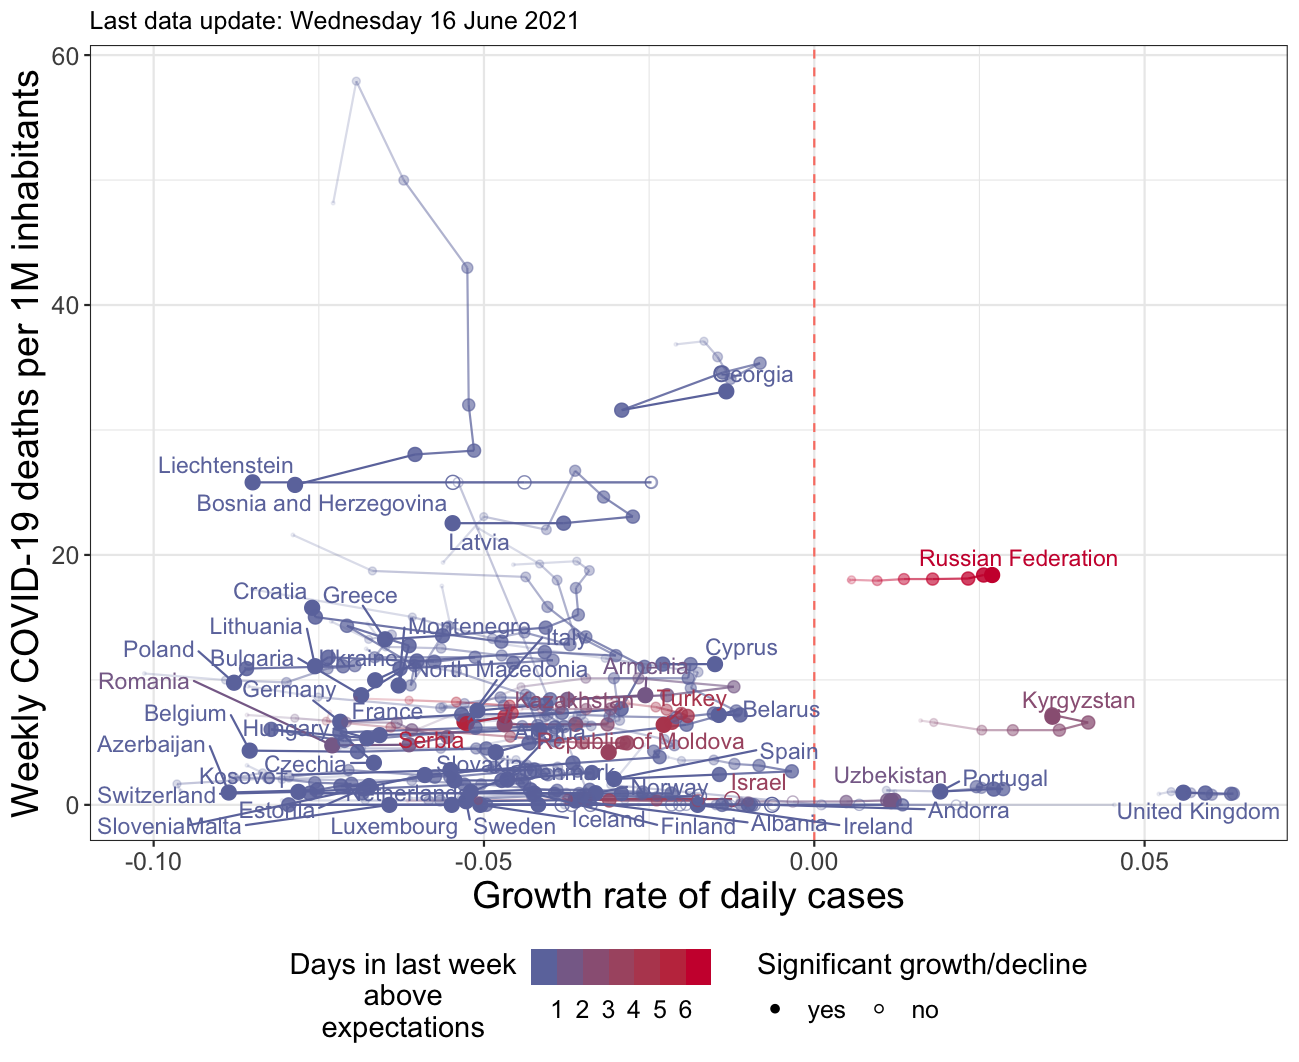 Last data update: Wednesday 16 June 2021
Weekly COVID-19 deaths per 1M inhabitants
60
40
20
0
Georgia
Liechtenstein
Bosnia and Herzegovina
Latvia
Russian Federation
Croatia
Greece
Lithuania
Montenegro
Italy
Poland
Bulgaria
Ukraine
Cyprus
Romania
North Macedonia
Armenia
Germany
Kazakhstan
Turkey
Kyrgyzstan
Belgium
France
Belarus
Hungary
Austria
Azerbaijan
Serbia
Republic of Moldova
Czechia
Slovakia
Spain
Kosovo†
Denmark
Israel
Uzbekistan
Portugal
Switzerland
Netherlands
Norway
Estonia
Andorra
United Kingdom
Slovenia
Malta
Luxembourg
Sweden
Iceland
Finland
Albania
Ireland
-0.10
-0.05
0.00
0.05
Growth rate of daily cases
Days in last week
above
expectations
1 2 3 4 5 6
Significant growth/decline
yes
no